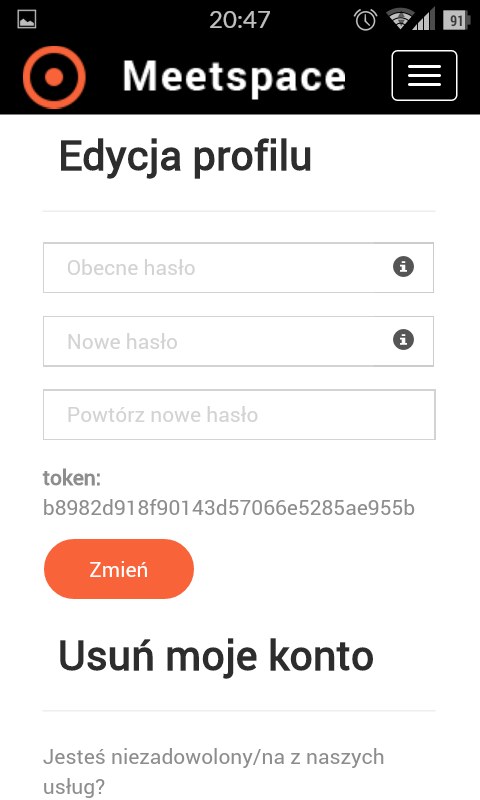 20:47
91
Meetspace
Edycja profilu
Obecne hasło
Nowe hasło
Powtórz nowe hasło
token:
b8982d918f90143d57066e5285ae955b
Zmień
Usuń moje konto
Jesteś niezadowolony/na z naszych
usług?